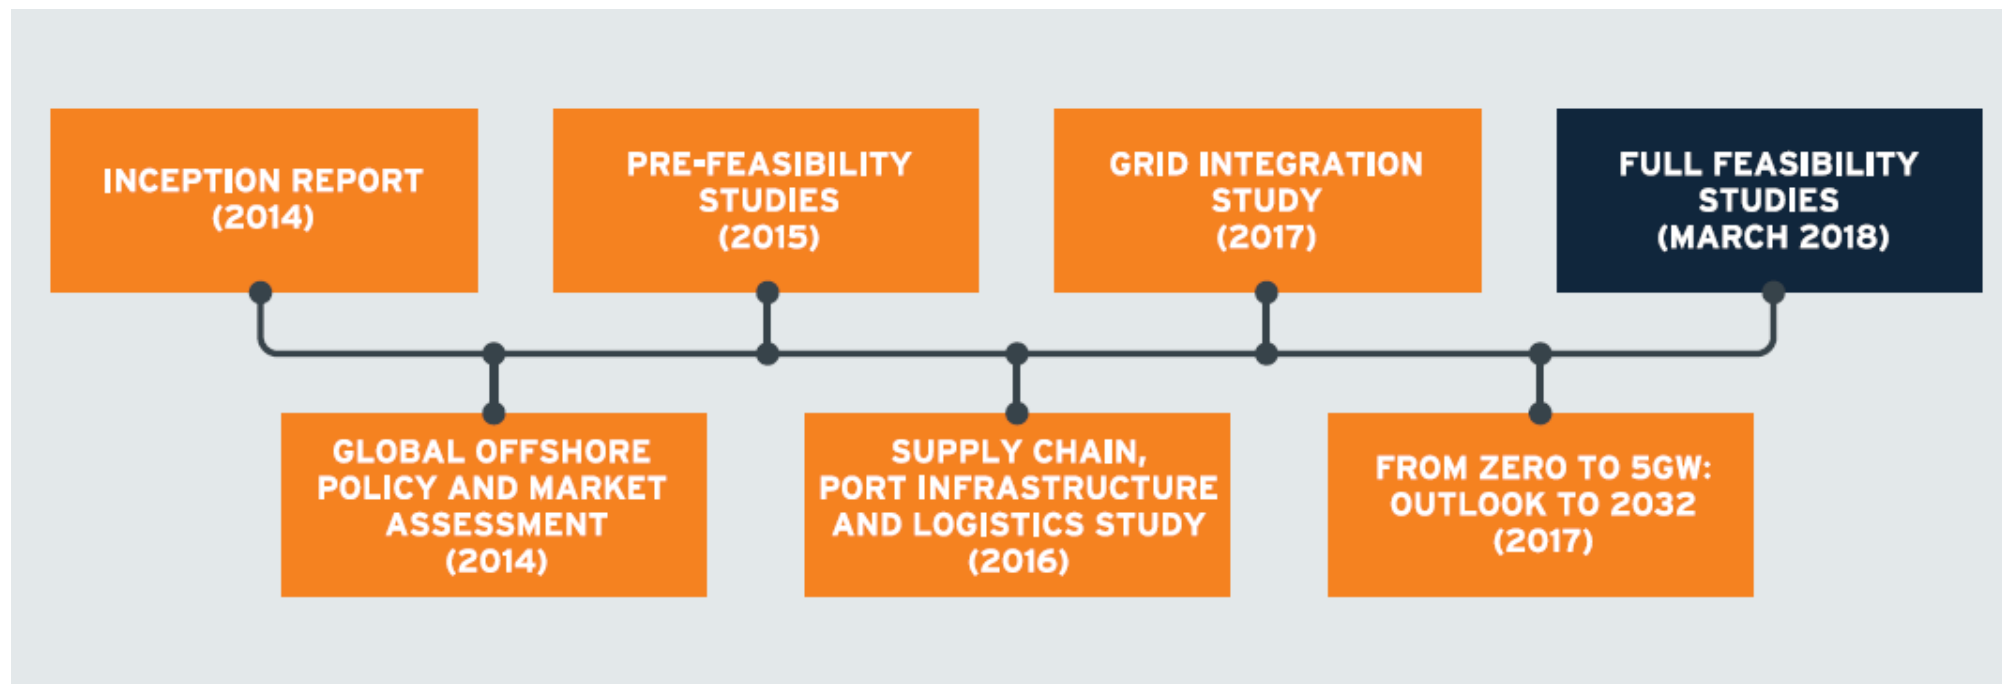 INCEPTION REPORT
(2014)
PRE-FEASIBILITY
STUDIES
(2015)
GRID INTEGRATION
STUDY
(2017)
FULL FEASIBILITY
STUDIES
(MARCH 2018)
GLOBAL OFFSHORE
POLICY AND MARKET
ASSESSMENT
(2014)
SUPPLY CHAIN,
PORT INFRASTRUCTURE
AND LOGISTICS STUDY
(2016)
FROM ZERO TO 5GW:
OUTLOOK TO 2032
(2017)